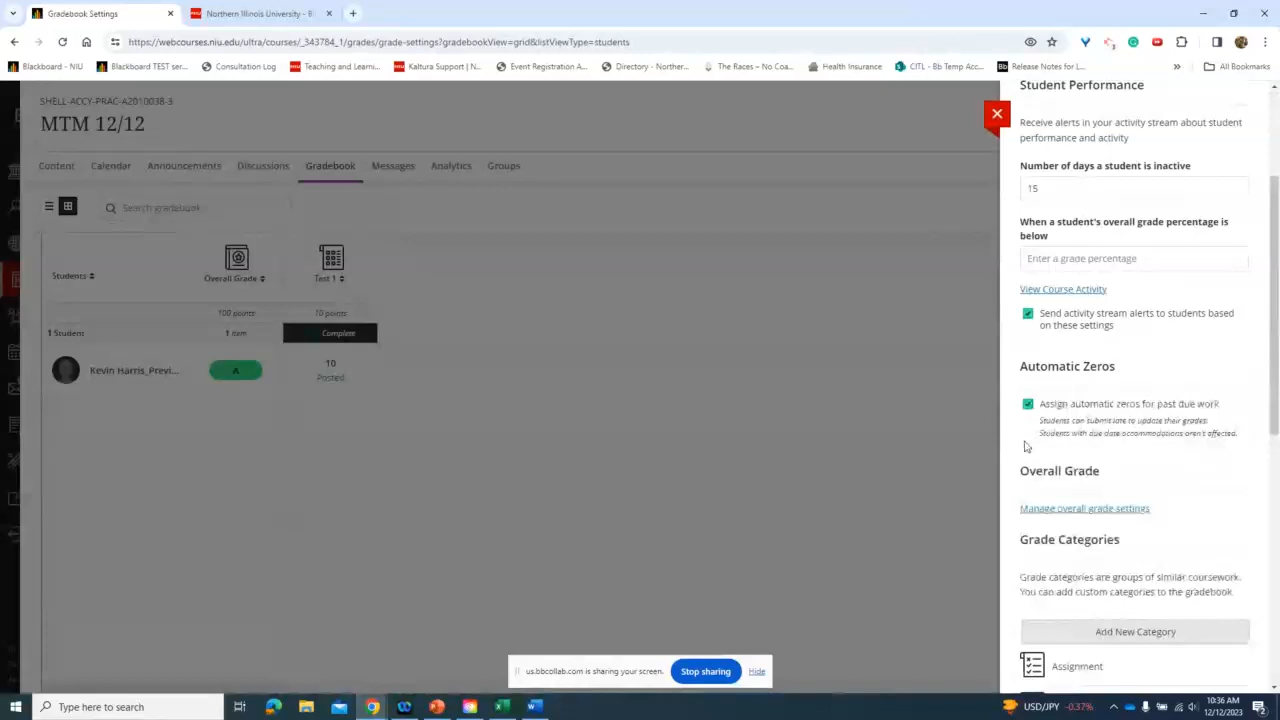 Gradebook Settings
Northern Illinois University – B
https://webcourses.niu.edu/ultra/courses/_343784_1/grades/grade-settings?gradebookView=grid&listViewType=students
Blackboard - NIU
Blackboard TEST ser...
Consultation Log
Teaching and Learni...
Kaltura Support | N...
Event Registration A...
Directory - Norther...
The Races – No Coa...
Health Insurance
CITL - Bb Temp Acc...
Release Notes for L...
»
All Bookmarks
SHELL-ACCY-PRAC-A2010038-3
MTM 12/12
Content Calendar Announcements Discussions Gradebook Messages Analytics Groups
Search gradebook
Students
Overall Grade
Test 1
100 points
10 points
1 Student
1 item
Complete
Kevin Harris_Previ...
A
10
Posted
Student Performance
Receive alerts in your activity stream about student
performance and activity
Number of days a student is inactive
15
When a student's overall grade percentage is
below
Enter a grade percentage
View Course Activity
Send activity stream alerts to students based
on these settings
Automatic Zeros
Assign automatic zeros for past due work
Students can submit late to update their grades.
Students with due date accommodations aren't affected.
Overall Grade
Manage overall grade settings
Grade Categories
Grade categories are groups of similar coursework.
You can add custom categories to the gradebook.
Add New Category
Assignment
us.bbcollab.com is sharing your screen.
Stop sharing
Hide
Type here to search
USD/JPY -0.37%
10:36 AM
12/12/2023
2